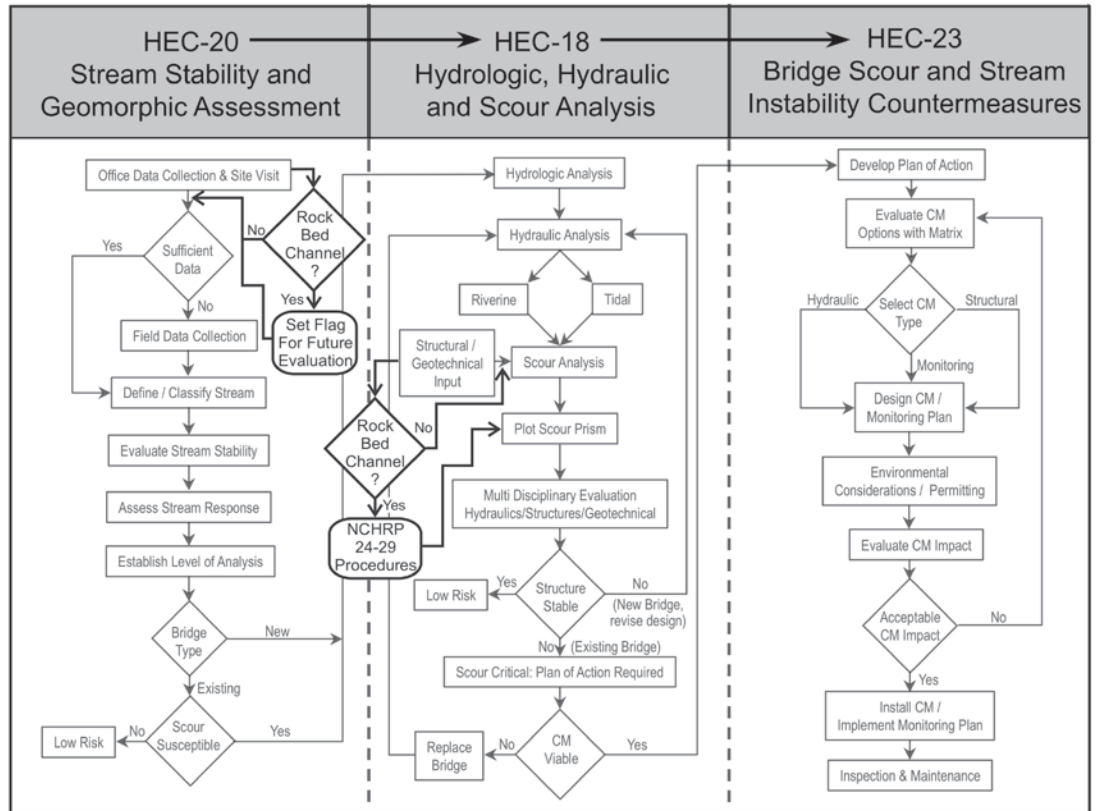 HEC-20
Stream Stability and
Geomorphic Assessment
HEC-18
Hydrologic, Hydraulic
and Scour Analysis
HEC-23
Bridge Scour and Stream
Instability Countermeasures
Office Data Collection & Site Visit
Rock
Bed
Channel
?
No
Yes
Set Flag
For Future
Evaluation
Sufficient
Data
Yes
No
Field Data Collection
Define / Classify Stream
Evaluate Stream Stability
Assess Stream Response
Establish Level of Analysis
Bridge
Type
New
Existing
Scour
Susceptible
No
Low Risk
Yes
Hydrologic Analysis
Hydraulic Analysis
Riverine
Tidal
Structural /
Geotechnical
Input
Scour Analysis
Rock
Bed
Channel
?
No
Yes
NCHRP
24-29
Procedures
Plot Scour Prism
Multi Disciplinary Evaluation
Hydraulics/Structures/Geotechnical
Structure
Stable
Yes
Low Risk
No
(New Bridge,
revise design)
No (Existing Bridge)
Scour Critical: Plan of Action Required
CM
Viable
No
Replace
Bridge
Yes
Develop Plan of Action
Evaluate CM
Options with Matrix
Select CM
Type
Hydraulic
Structural
Monitoring
Design CM /
Monitoring Plan
Environmental
Considerations / Permitting
Evaluate CM Impact
Acceptable
CM Impact
No
Yes
Install CM /
Implement Monitoring Plan
Inspection & Maintenance